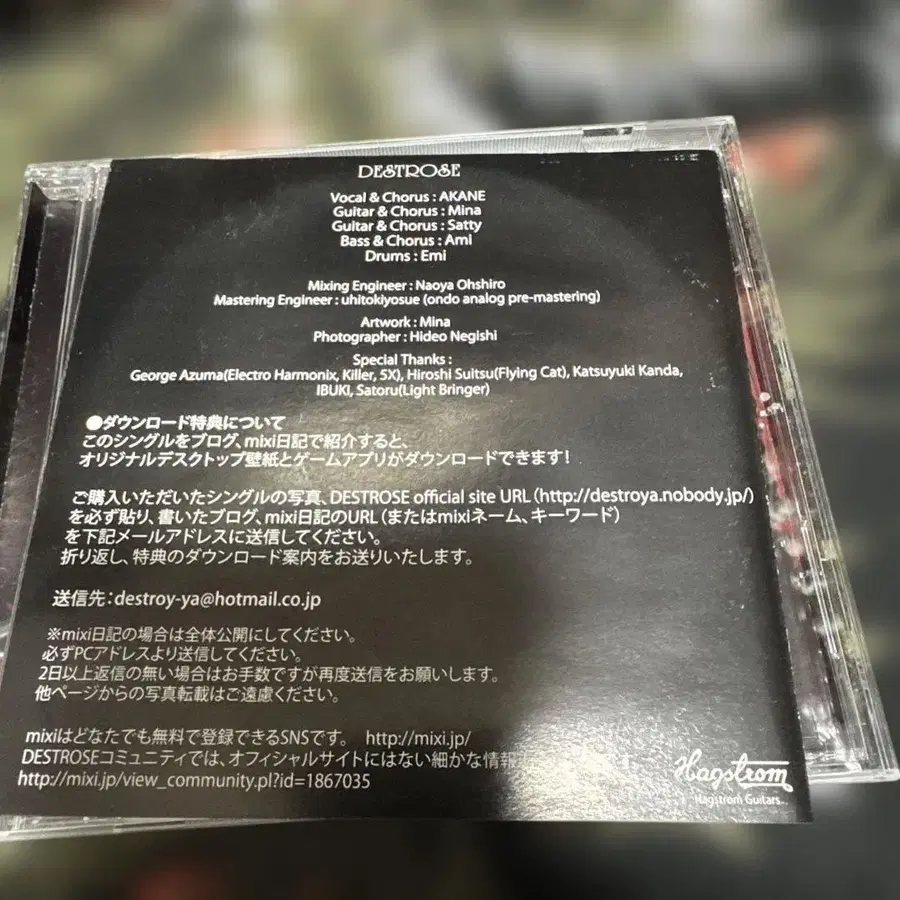 DESTROSE
Vocal & Chorus : AKANE
Guitar & Chorus : Mina
Guitar & Chorus : Satty
Bass & Chorus : Ami
Drums : Emi
Mixing Engineer : Naoya Ohshiro
Mastering Engineer : uhitokiyosue (ondo analog pre-mastering)
Artwork : Mina
Photographer : Hideo Negishi
Special Thanks :
George Azuma(Electro Harmonix, Killer, 5X), Hiroshi Suitsu(Flying Cat), Katsuyuki Kanda,
IBUKI, Satoru(Light Bringer)
●ダウンロード特典について
このシングルをブログ、mixi日記で紹介すると、
オリジナルデスクトップ壁紙とゲームアプリがダウンロードできます！
ご購入いただいたシングルの写真、DESTROSE official site URL（http://destroya.nobody.jp/）
を必ず貼り、書いたブログ、mixi日記のURL（またはmixiネーム、キーワード）
を下記メールアドレスに送信してください。
折り返し、特典のダウンロード案内をお送りいたします。
送信先：destroy-ya@hotmail.co.jp
※mixi日記の場合は全体公開にしてください。
必ずPCアドレスより送信してください。
2日以上返信の無い場合はお手数ですが再度送信をお願いします。
他ページからの写真転載はご遠慮ください。
mixiはどなたでも無料で登録できるSNSです。 http://mixi.jp/
DESTROSEコミュニティでは、オフィシャルサイトにはない細かな情報
http://mixi.jp/view_community.pl?id=1867035
Hagstrom
Hagstrom Guitars